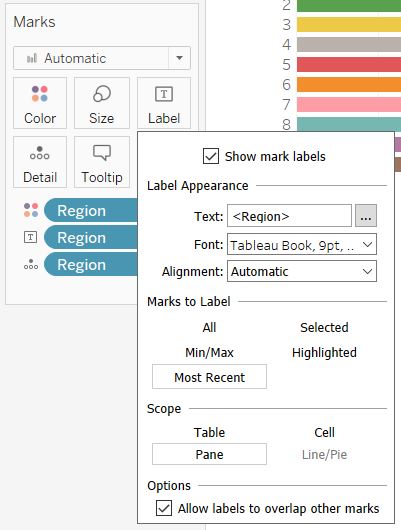 Marks
Automatic
Color Size Label
Detail Tooltip
Region
Region
Region
2
3
4
5
6
7
8
Show mark labels
Label Appearance
Text: <Region> ...
Font: Tableau Book, 9pt, ..
Alignment: Automatic
Marks to Label
All Selected
Min/Max Highlighted
Most Recent
Scope
Table Cell
Pane Line/Pie
Options
Allow labels to overlap other marks